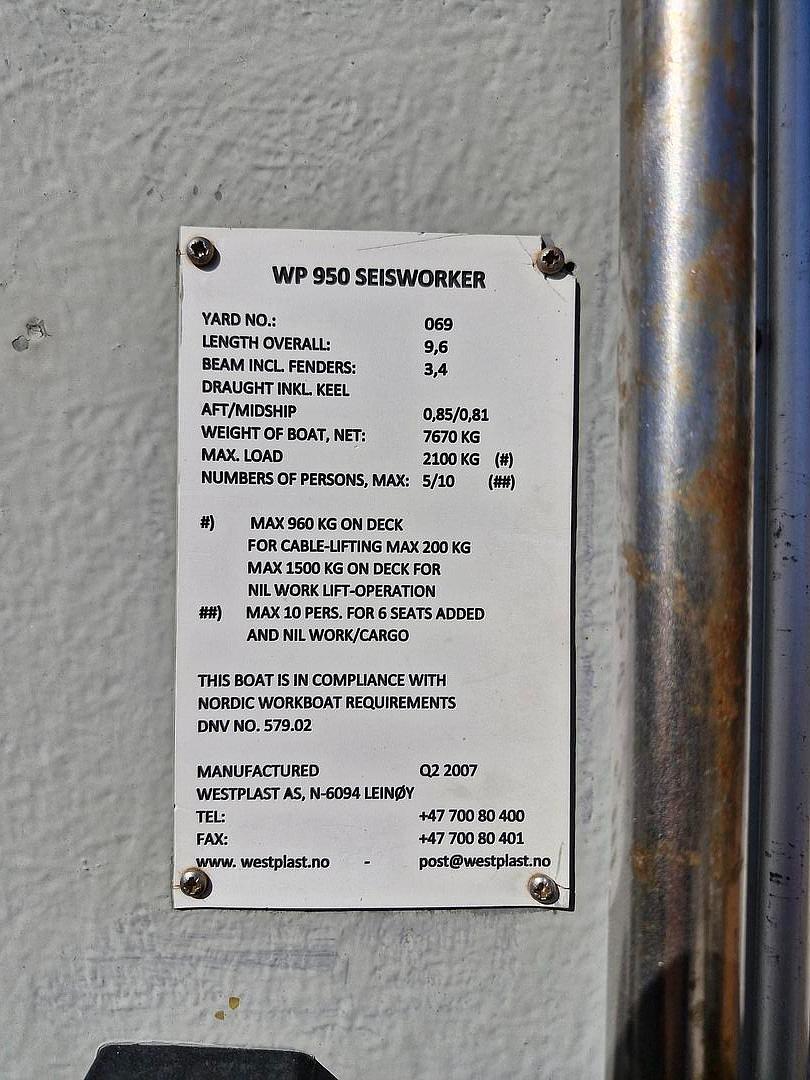 WP 950 SEISWORKER
YARD NO.: 069
LENGTH OVERALL: 9,6
BEAM INCL. FENDERS: 3,4
DRAUGHT INKL. KEEL
AFT/MIDSHIP 0,85/0,81
WEIGHT OF BOAT, NET: 7670 KG
MAX. LOAD 2100 KG (#)
NUMBERS OF PERSONS, MAX: 5/10 (##)
#) MAX 960 KG ON DECK
FOR CABLE-LIFTING MAX 200 KG
MAX 1500 KG ON DECK FOR
NIL WORK LIFT-OPERATION
##) MAX 10 PERS. FOR 6 SEATS ADDED
AND NIL WORK/CARGO
THIS BOAT IS IN COMPLIANCE WITH
NORDIC WORKBOAT REQUIREMENTS
DNV NO. 579.02
MANUFACTURED Q2 2007
WESTPLAST AS, N-6094 LEINØY
TEL: +47 700 80 400
FAX: +47 700 80 401
www. westplast.no - post@westplast.no